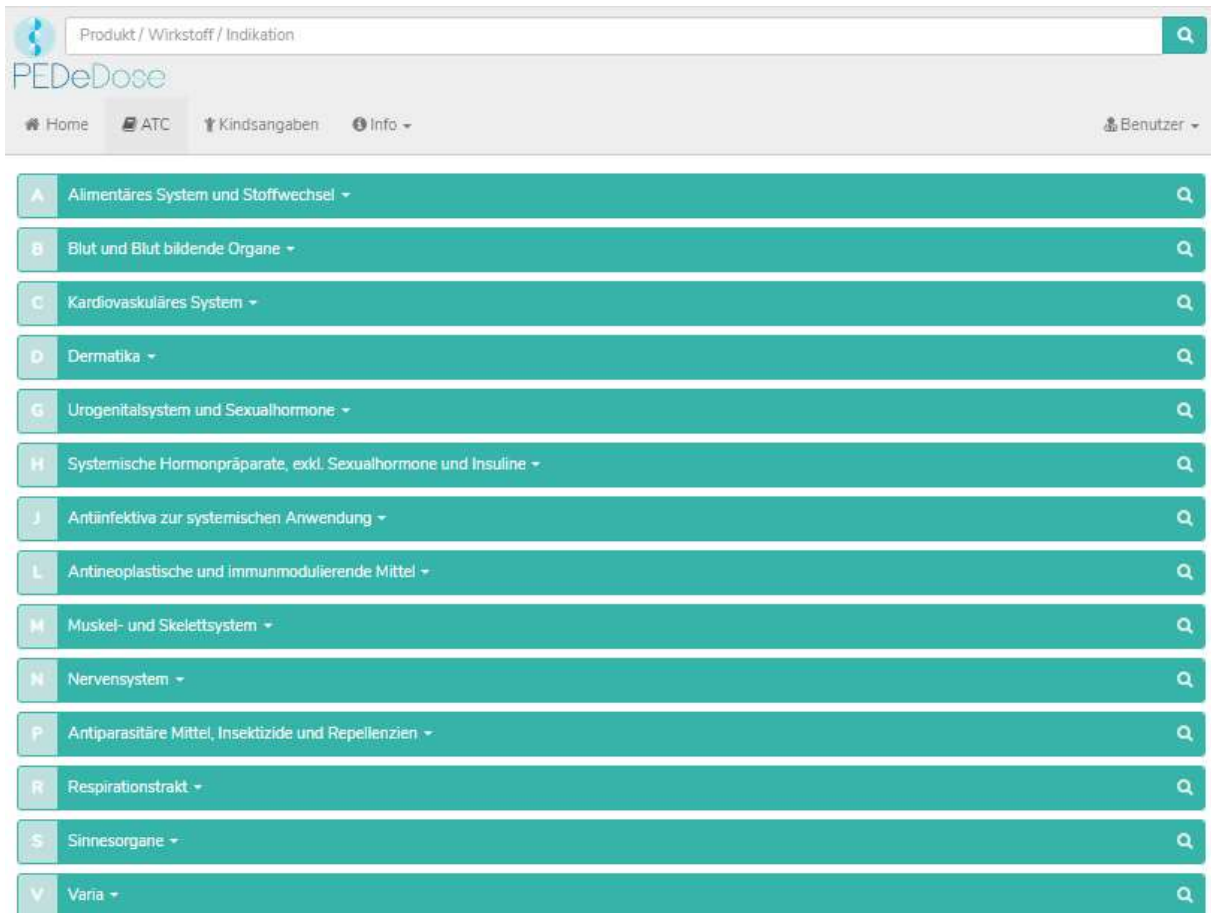 Produkt / Wirkstoff / Indikation
PEDeDose
Home ATC Kindsangaben Info Benutzer
A Alimentäres System und Stoffwechsel
B Blut und Blut bildende Organe
C Kardiovaskuläres System
D Dermatika
G Urogenitalsystem und Sexualhormone
H Systemische Hormonpräparate, exkl. Sexualhormone und Insuline
J Antiinfektiva zur systemischen Anwendung
L Antineoplastische und immunmodulierende Mittel
M Muskel- und Skelettsystem
N Nervensystem
P Antiparasitäre Mittel, Insektizide und Repellenzien
R Respirationstrakt
S Sinnesorgane
V Varia